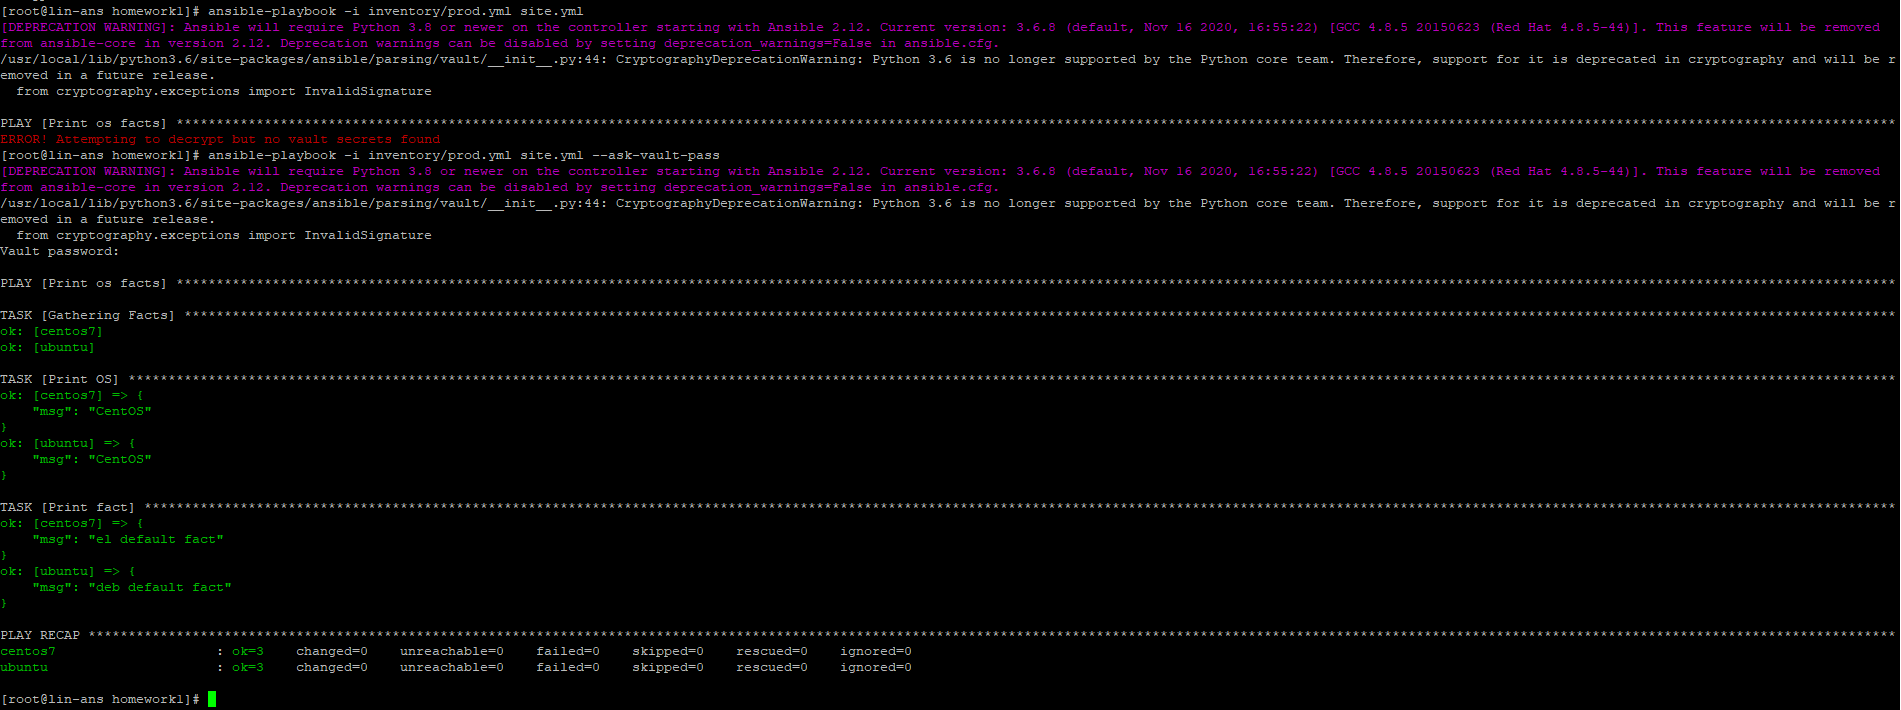 [root@lin-ans homework1]# ansible-playbook -i inventory/prod.yml site.yml
[DEPRECATION WARNING]: Ansible will require Python 3.8 or newer on the controller starting with Ansible 2.12. Current version: 3.6.8 (default, Nov 16 2020, 16:55:22) [GCC 4.8.5 20150623 (Red Hat 4.8.5-44)]. This feature will be removed
from ansible-core in version 2.12. Deprecation warnings can be disabled by setting deprecation_warnings=False in ansible.cfg.
/usr/local/lib/python3.6/site-packages/ansible/parsing/vault/__init__.py:44: CryptographyDeprecationWarning: Python 3.6 is no longer supported by the Python core team. Therefore, support for it is deprecated in cryptography and will be r
emoved in a future release.
  from cryptography.exceptions import InvalidSignature
PLAY [Print os facts] ***********************************************************************************************************************************************************************************************************************
ERROR! Attempting to decrypt but no vault secrets found
[root@lin-ans homework1]# ansible-playbook -i inventory/prod.yml site.yml --ask-vault-pass
[DEPRECATION WARNING]: Ansible will require Python 3.8 or newer on the controller starting with Ansible 2.12. Current version: 3.6.8 (default, Nov 16 2020, 16:55:22) [GCC 4.8.5 20150623 (Red Hat 4.8.5-44)]. This feature will be removed
from ansible-core in version 2.12. Deprecation warnings can be disabled by setting deprecation_warnings=False in ansible.cfg.
/usr/local/lib/python3.6/site-packages/ansible/parsing/vault/__init__.py:44: CryptographyDeprecationWarning: Python 3.6 is no longer supported by the Python core team. Therefore, support for it is deprecated in cryptography and will be r
emoved in a future release.
  from cryptography.exceptions import InvalidSignature
Vault password:
PLAY [Print os facts] ***********************************************************************************************************************************************************************************************************************
TASK [Gathering Facts] **********************************************************************************************************************************************************************************************************************
ok: [centos7]
ok: [ubuntu]
TASK [Print OS] *****************************************************************************************************************************************************************************************************************************
ok: [centos7] => {
    "msg": "CentOS"
}
ok: [ubuntu] => {
    "msg": "CentOS"
}
TASK [Print fact] ***************************************************************************************************************************************************************************************************************************
ok: [centos7] => {
    "msg": "el default fact"
}
ok: [ubuntu] => {
    "msg": "deb default fact"
}
PLAY RECAP **********************************************************************************************************************************************************************************************************************************
centos7                    : ok=3    changed=0    unreachable=0    failed=0    skipped=0    rescued=0    ignored=0
ubuntu                     : ok=3    changed=0    unreachable=0    failed=0    skipped=0    rescued=0    ignored=0
[root@lin-ans homework1]#